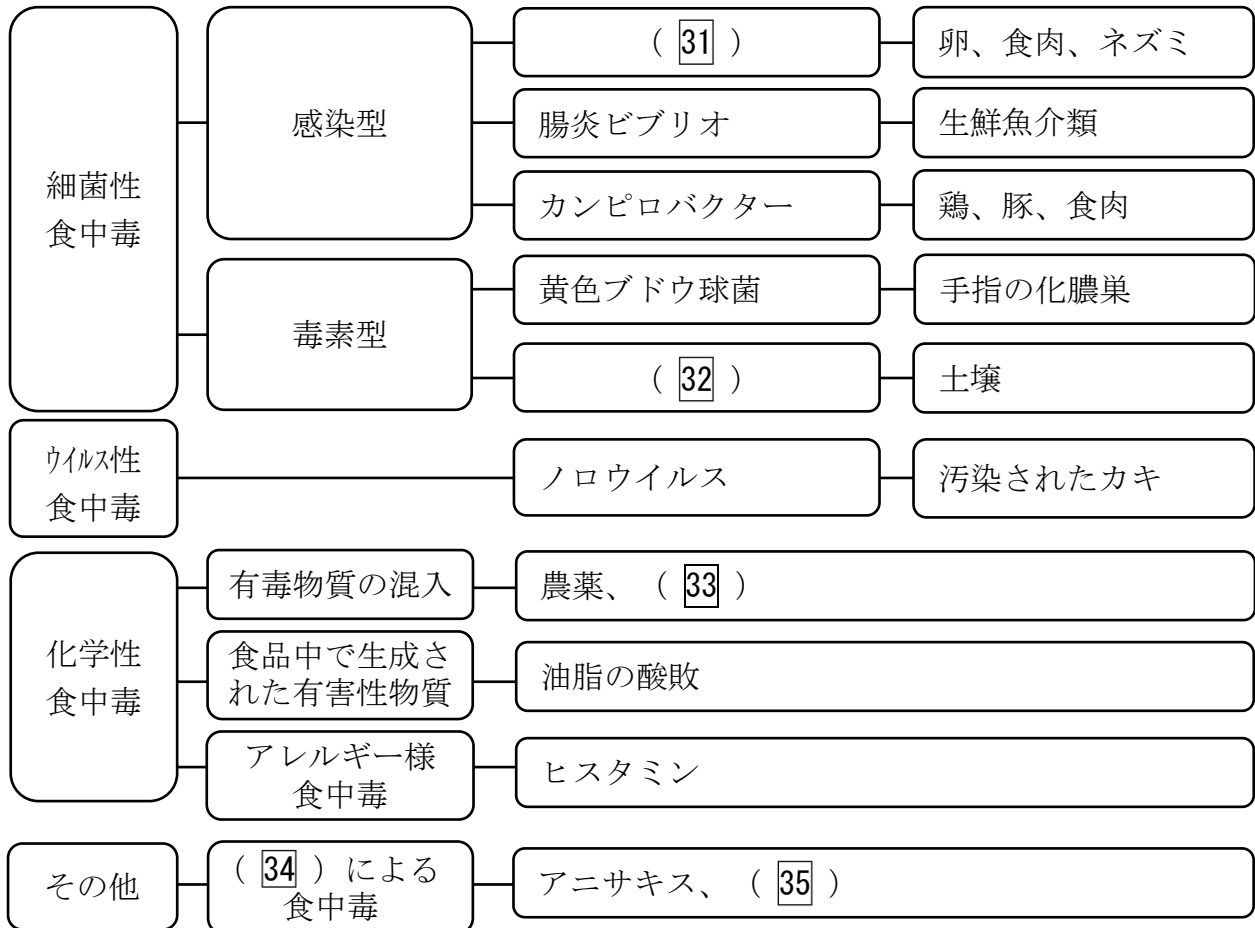 細菌性
食中毒
感染型
（ 31 ）
卵、食肉、ネズミ
腸炎ビブリオ
生鮮魚介類
カンピロバクター
鶏、豚、食肉
毒素型
黄色ブドウ球菌
手指の化膿巣
（ 32 ）
土壌
ｳｲﾙｽ性
食中毒
ノロウイルス
汚染されたカキ
化学性
食中毒
有毒物質の混入
農薬、（ 33 ）
食品中で生成さ
れた有害性物質
油脂の酸敗
アレルギー様
食中毒
ヒスタミン
その他
（ 34 ）による
食中毒
アニサキス、（ 35 ）